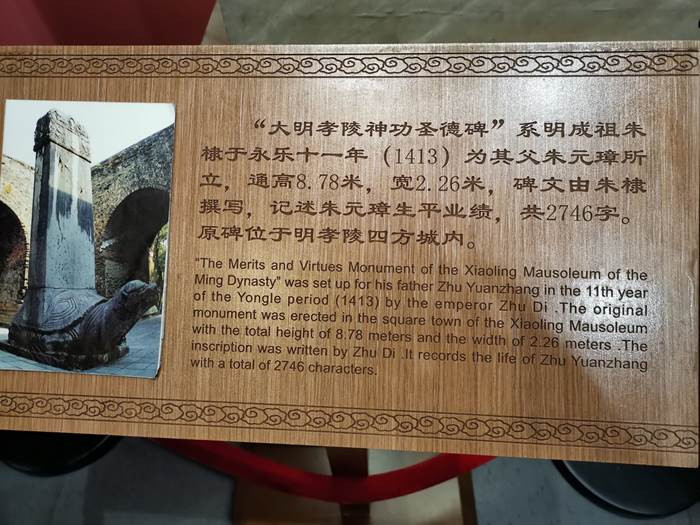 “大明孝陵神功圣德碑”系明成祖朱
棣于永乐十一年（1413）为其父朱元璋所
立，通高8.78米，宽2.26米，碑文由朱棣
撰写，记述朱元璋生平业绩，共2746字。
原碑位于明孝陵四方城内。
“The Merits and Virtues Monument of the Xiaoling Mausoleum of the
Ming Dynasty” was set up for his father Zhu Yuanzhang in the 11th year
of the Yongle period (1413) by the emperor Zhu Di .The original
monument was erected in the square town of the Xiaoling Mausoleum
with the total height of 8.78 meters and the width of 2.26 meters .The
inscription was written by Zhu Di .It records the life of Zhu Yuanzhang
with a total of 2746 characters.